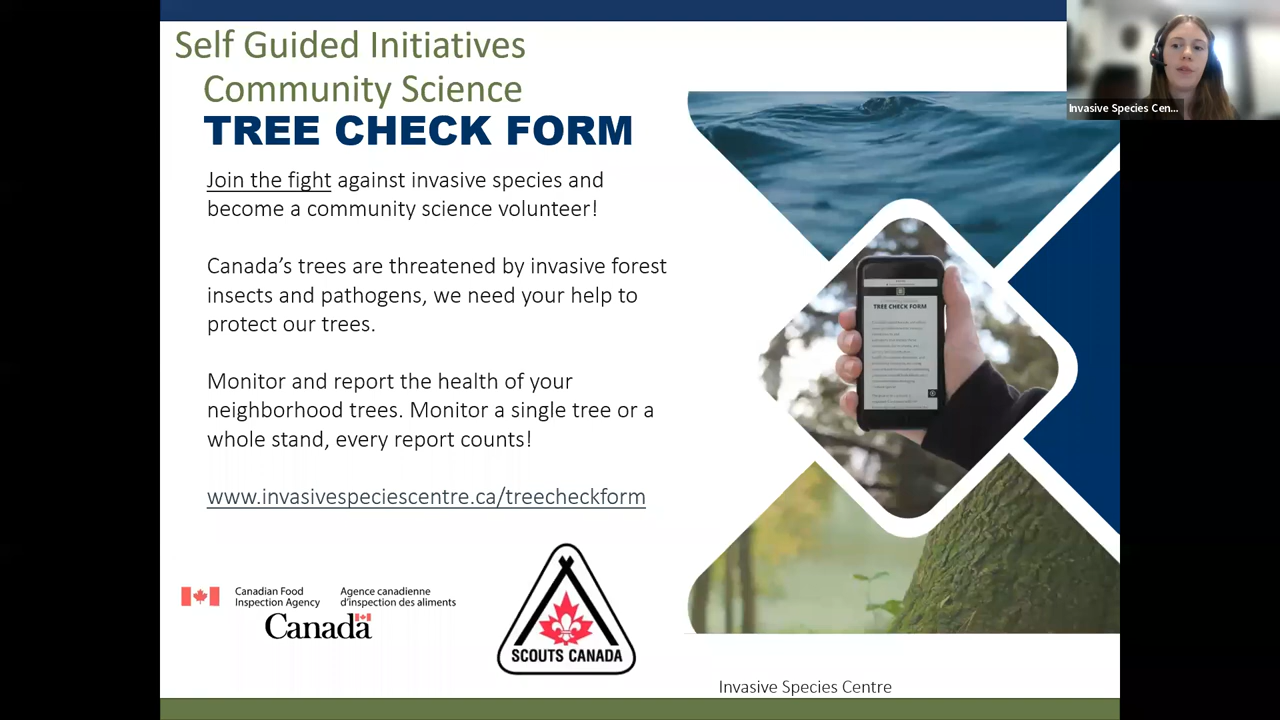 Self Guided Initiatives
Community Science
TREE CHECK FORM
Join the fight against invasive species and
become a community science volunteer!
Canada’s trees are threatened by invasive forest
insects and pathogens, we need your help to
protect our trees.
Monitor and report the health of your
neighborhood trees. Monitor a single tree or a
whole stand, every report counts!
www.invasivespeciescentre.ca/treecheckform
Canadian Food
Inspection Agency
Agence canadienne
d’inspection des aliments
Canada
SCOUTS CANADA
TREE CHECK FORM
Invasive Species Centre
Invasive Species Cen...